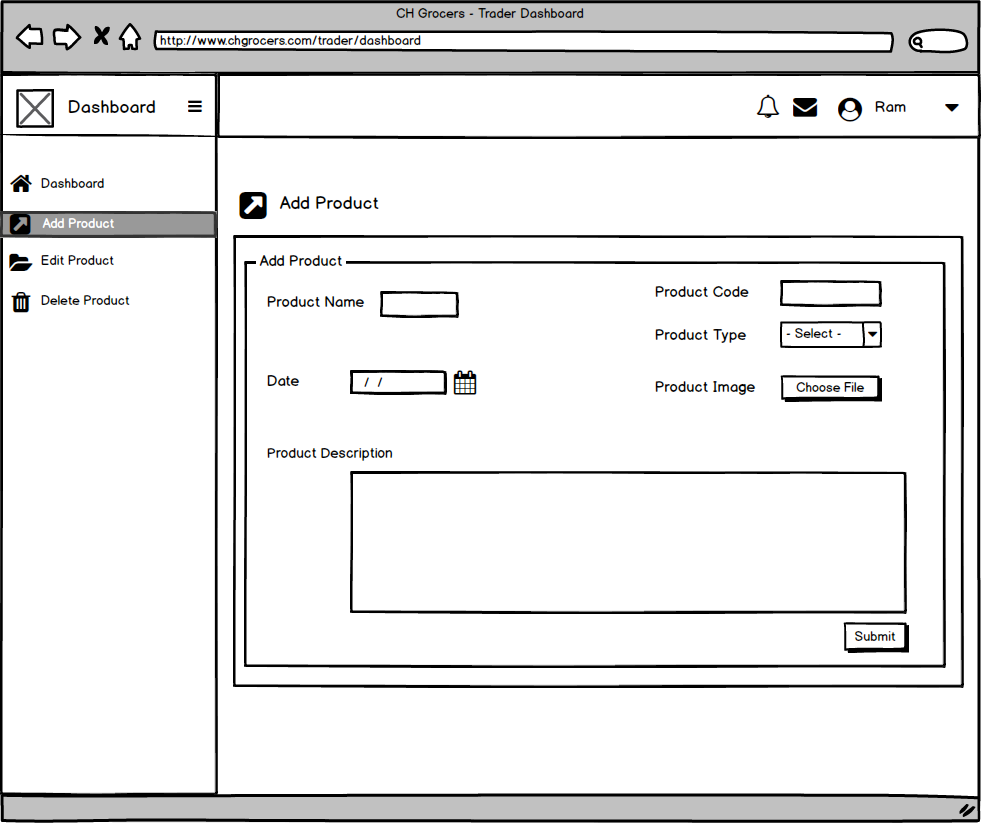 CH Grocers - Trader Dashboard
http://www.chgrocers.com/trader/dashboard
Dashboard
Ram
Dashboard
Add Product
Edit Product
Delete Product
Add Product
Add Product
Product Name
Product Code
Product Type
- Select -
Date
/ /
Product Image
Choose File
Product Description
Submit